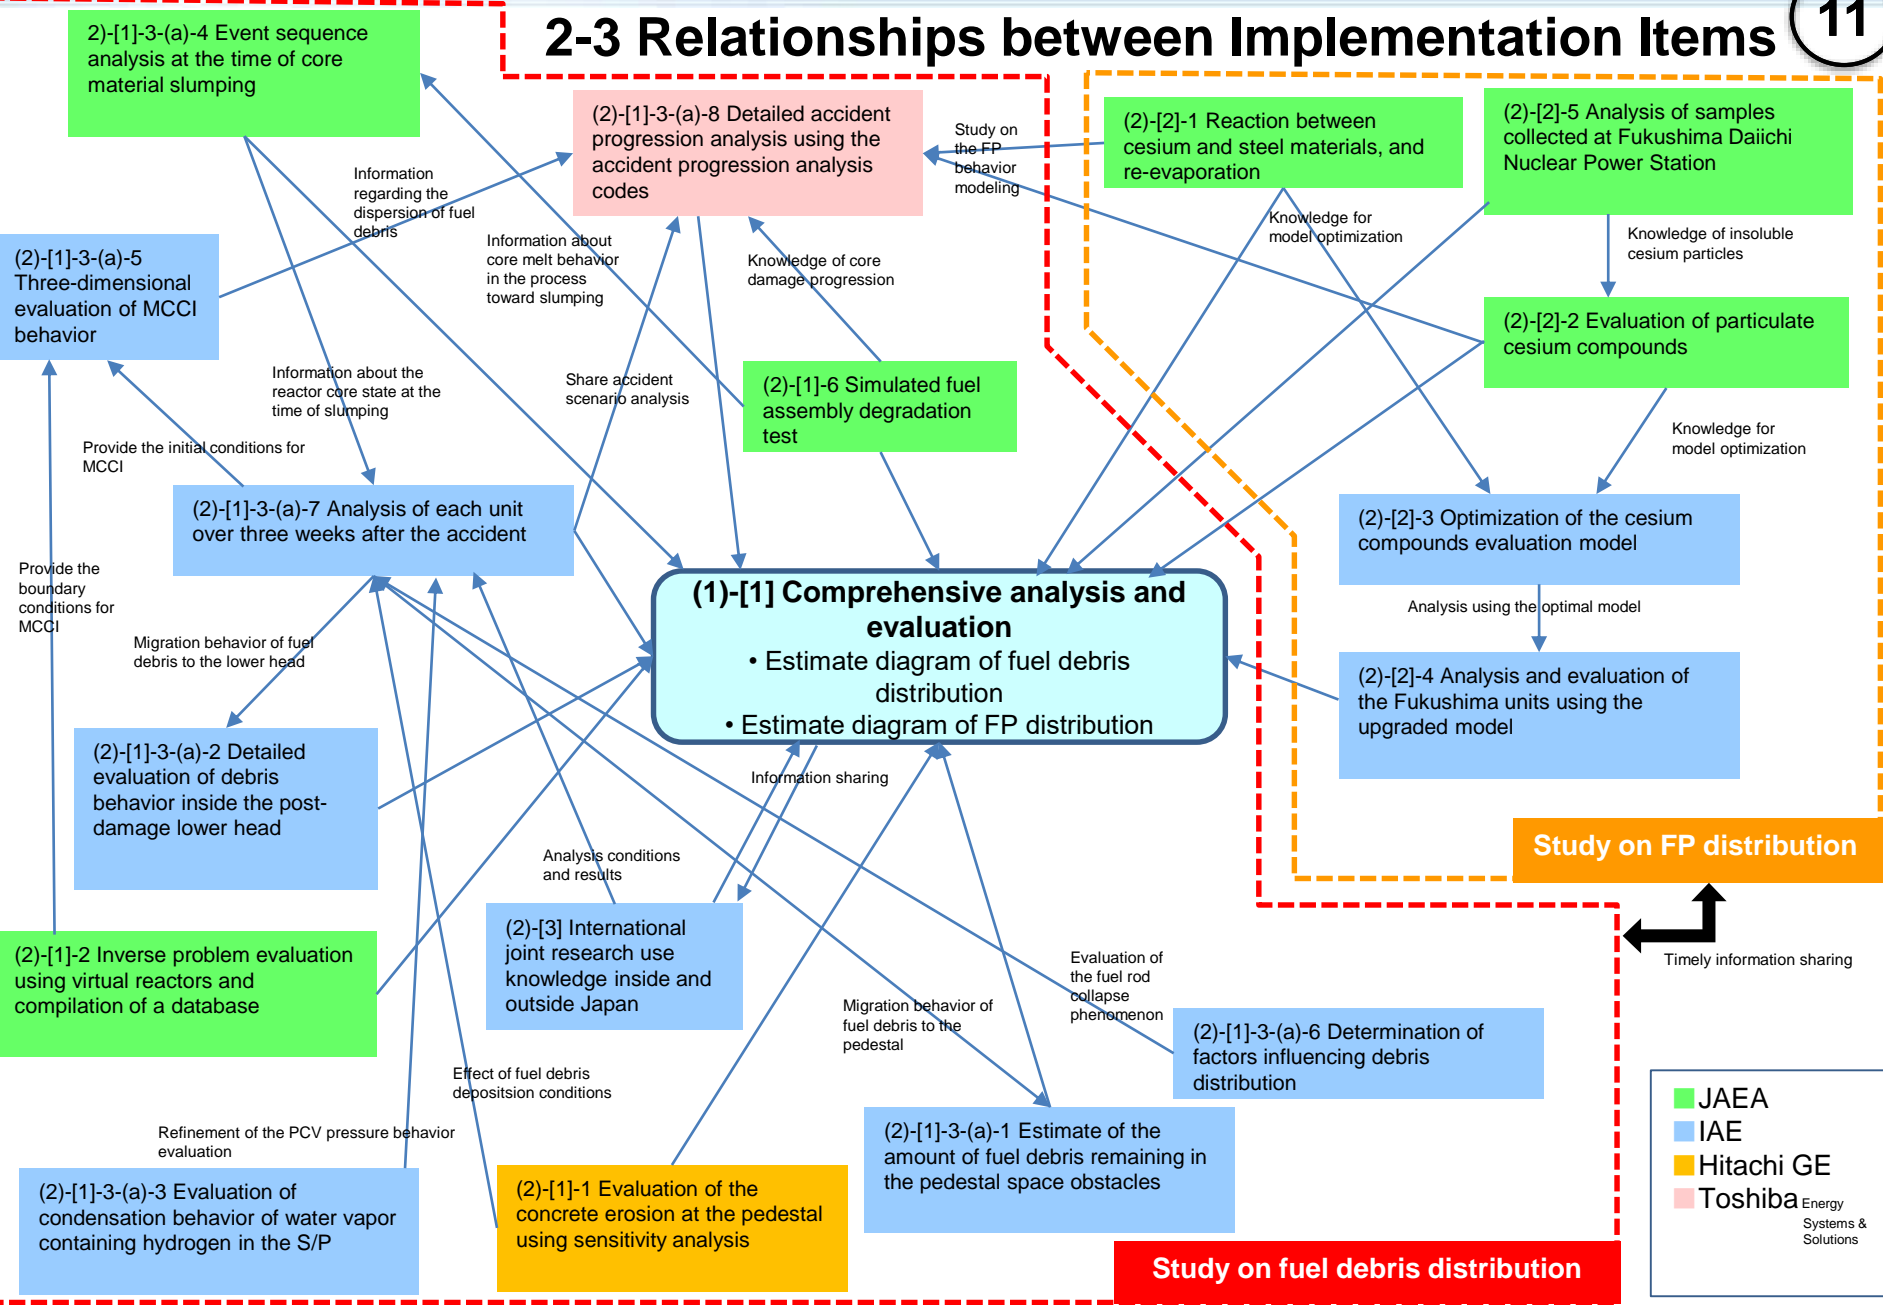 2-3 Relationships between Implementation Items
11
2)-[1]-3-(a)-4 Event sequence
analysis at the time of core
material slumping
(2)-[1]-3-(a)-8 Detailed accident
progression analysis using the
accident progression analysis
codes
Study on
the FP
behavior
modeling
(2)-[2]-1 Reaction between
cesium and steel materials, and
re-evaporation
(2)-[2]-5 Analysis of samples
collected at Fukushima Daiichi
Nuclear Power Station
Information
regarding the
dispersion of fuel
debris
Information about
core melt behavior
in the process
toward slumping
Knowledge of core
damage progression
Knowledge for
model optimization
Knowledge of insoluble
cesium particles
(2)-[1]-3-(a)-5
Three-dimensional
evaluation of MCCI
behavior
(2)-[2]-2 Evaluation of particulate
cesium compounds
Information about the
reactor core state at the
time of slumping
Share accident
scenario analysis
(2)-[1]-6 Simulated fuel
assembly degradation
test
Knowledge for
model optimization
Provide the initial conditions for
MCCI
(2)-[1]-3-(a)-7 Analysis of each unit
over three weeks after the accident
(2)-[2]-3 Optimization of the cesium
compounds evaluation model
Provide the
boundary
conditions for
MCCI
(1)-[1] Comprehensive analysis and
evaluation
• Estimate diagram of fuel debris
distribution
• Estimate diagram of FP distribution
Analysis using the optimal model
Migration behavior of fuel
debris to the lower head
(2)-[2]-4 Analysis and evaluation of
the Fukushima units using the
upgraded model
(2)-[1]-3-(a)-2 Detailed
evaluation of debris
behavior inside the post-
damage lower head
Information sharing
Study on FP distribution
Analysis conditions
and results
(2)-[3] International
joint research use
knowledge inside and
outside Japan
(2)-[1]-2 Inverse problem evaluation
using virtual reactors and
compilation of a database
Evaluation of
the fuel rod
collapse
phenomenon
Timely information sharing
Migration behavior of
fuel debris to the
pedestal
(2)-[1]-3-(a)-6 Determination of
factors influencing debris
distribution
Effect of fuel debris
depositsion conditions
Refinement of the PCV pressure behavior
evaluation
(2)-[1]-3-(a)-1 Estimate of the
amount of fuel debris remaining in
the pedestal space obstacles
(2)-[1]-3-(a)-3 Evaluation of
condensation behavior of water vapor
containing hydrogen in the S/P
(2)-[1]-1 Evaluation of the
concrete erosion at the pedestal
using sensitivity analysis
Study on fuel debris distribution
JAEA
IAE
Hitachi GE
Toshiba Energy
Systems &
Solutions